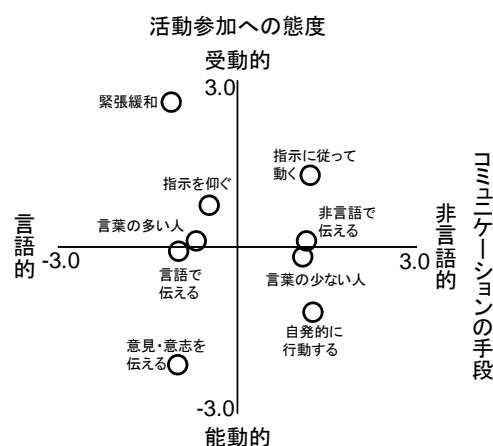 活動参加への態度
受動的
3.0
緊張緩和
指示に従って
動く
指示を仰ぐ
言葉の多い人
非言語で
伝える
言語的
-3.0
3.0
非言語的
コミュニケーションの手段
言語で
伝える
言葉の少ない人
自発的に
行動する
意見・意志を
伝える
-3.0
能動的